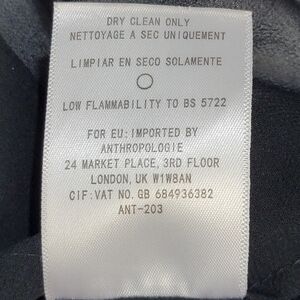 DRY CLEAN ONLY
NETTOYAGE A SEC UNIQUEMENT
LIMPIAR EN SECO SOLAMENTE
LOW FLAMMABILITY TO BS 5722
FOR EU: IMPORTED BY
ANTHROPOLOGIE
24 MARKET PLACE, 3RD FLOOR
LONDON, UK W1W8AN
CIF: VAT NO. GB 684936382
ANT-203